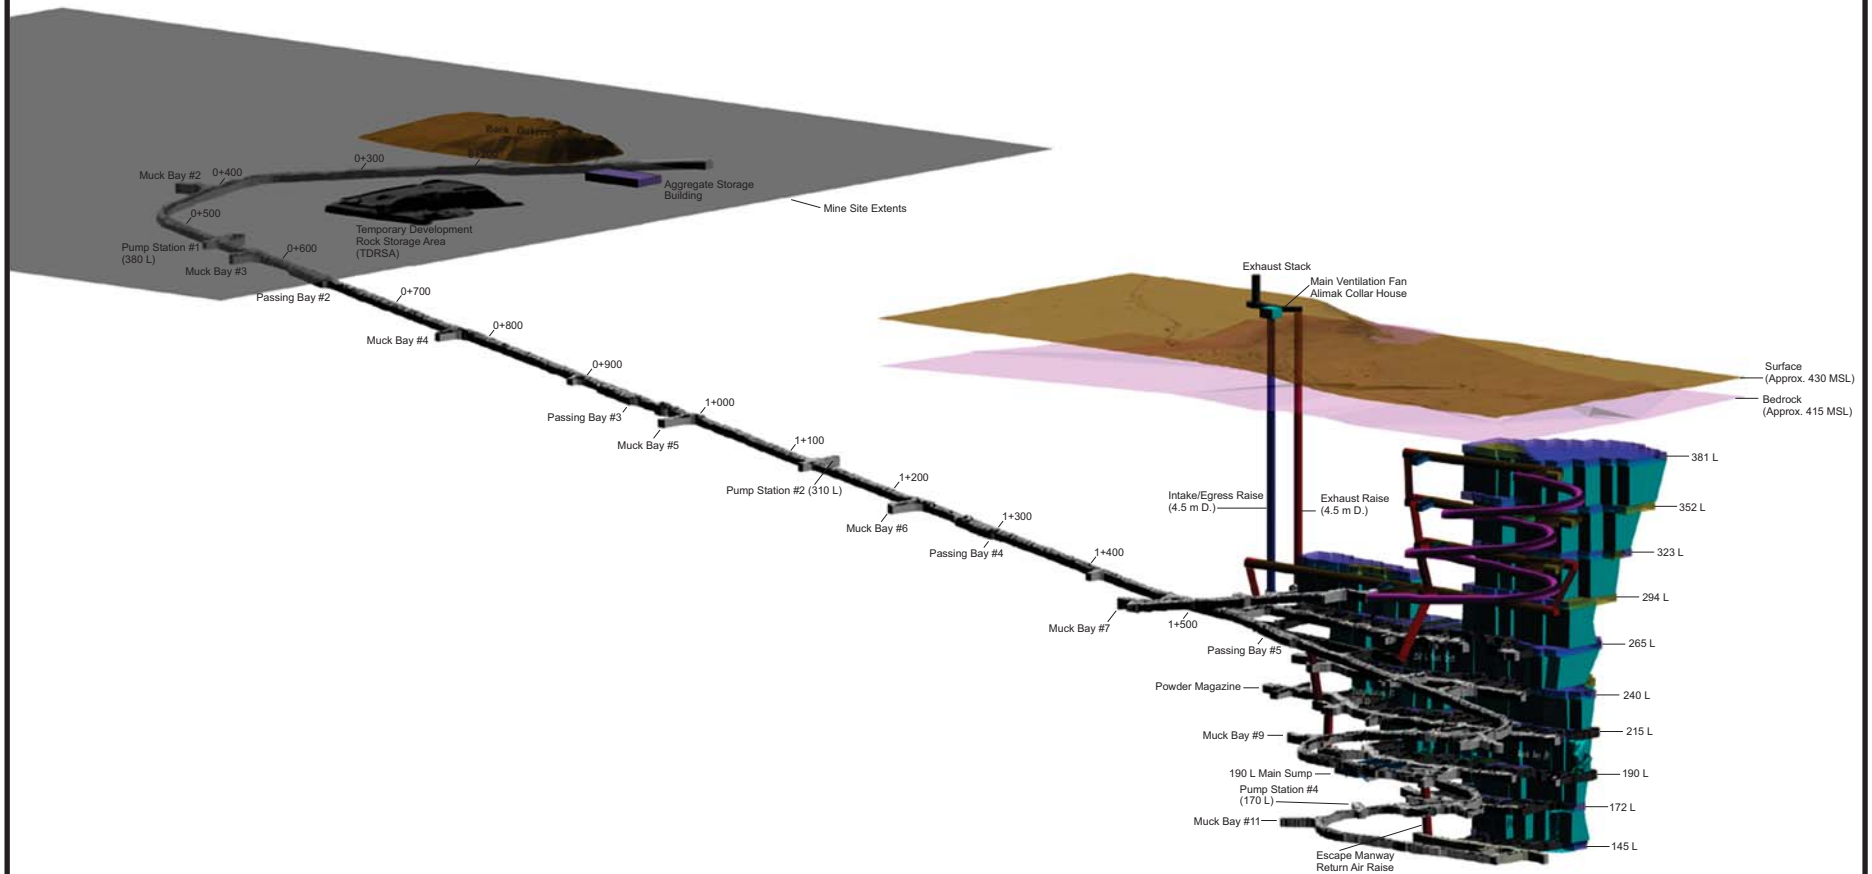 0+300
Muck Bay #2
0+400
Aggregate Storage
Building
Mine Site Extents
0+500
Temporary Development
Rock Storage Area
(TDRSA)
Pump Station #1
(380 L)
0+600
Muck Bay #3
Passing Bay #2
0+700
Exhaust Stack
Main Ventilation Fan
Alimak Collar House
0+800
Muck Bay #4
0+900
Surface
(Approx. 430 MSL)
Bedrock
(Approx. 415 MSL)
1+000
Passing Bay #3
Muck Bay #5
1+100
381 L
1+200
Pump Station #2 (310 L)
Intake/Egress Raise
(4.5 m D.)
Exhaust Raise
(4.5 m D.)
352 L
1+300
Muck Bay #6
Passing Bay #4
1+400
323 L
294 L
Muck Bay #7
1+500
265 L
Passing Bay #5
Powder Magazine
240 L
Muck Bay #9
215 L
190 L Main Sump
190 L
Pump Station #4
(170 L)
172 L
Muck Bay #11
145 L
Escape Manway
Return Air Raise